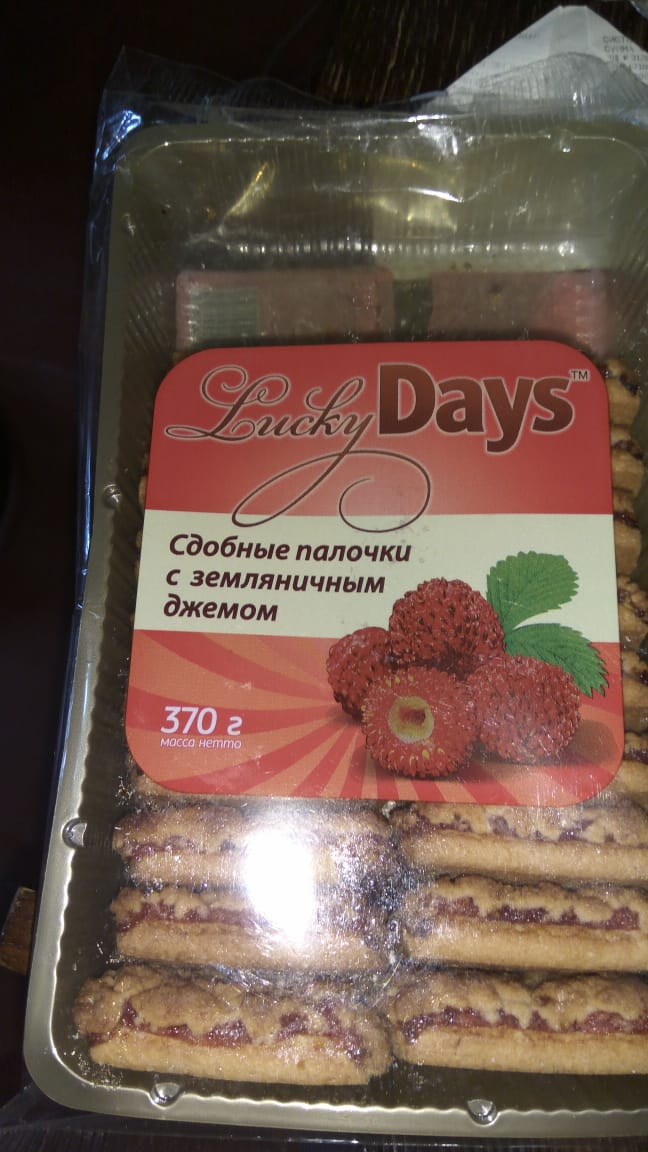 Lucky Days™
Сдобные палочки
с земляничным
джемом
370 г
масса нетто